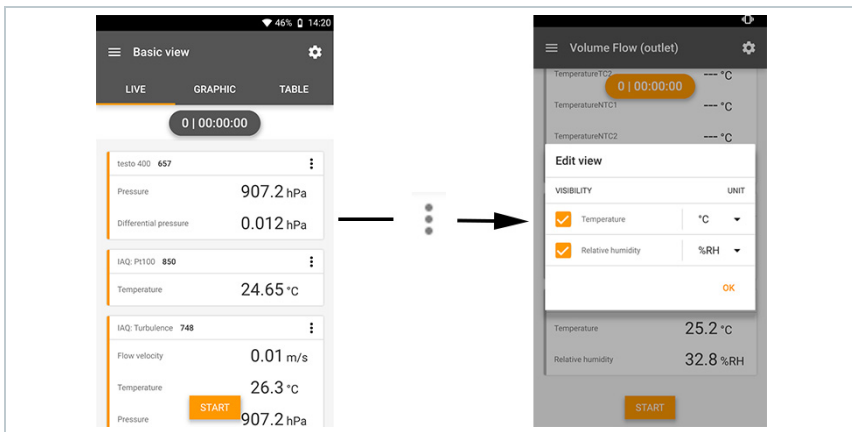 46% 14:20
Basic view
LIVE GRAPHIC TABLE
0 | 00:00:00
testo 400 657
Pressure 907.2 hPa
Differential pressure 0.012 hPa
IAQ: Pt100 850
Temperature 24.65 °C
IAQ: Turbulence 748
Flow velocity 0.01 m/s
Temperature 26.3 °C
START
Pressure 907.2 hPa
Volume Flow (outlet)
TemperatureTC2 --- °C
0 | 00:00:00
TemperatureNTC1 --- °C
TemperatureNTC2 --- °C
Edit view
VISIBILITY UNIT
Temperature °C
Relative humidity %RH
OK
Temperature 25.2 °C
Relative humidity 32.8 %RH
START